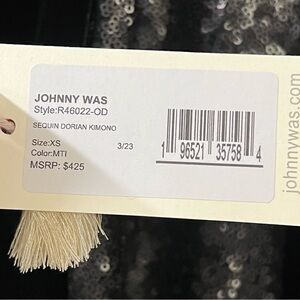 JOHNNY WAS
Style:R46022-OD
SEQUIN DORIAN KIMONO
Size:XS
3/23
Color:MTI
MSRP: $425
1 96521 35758 4
johnnywas.com